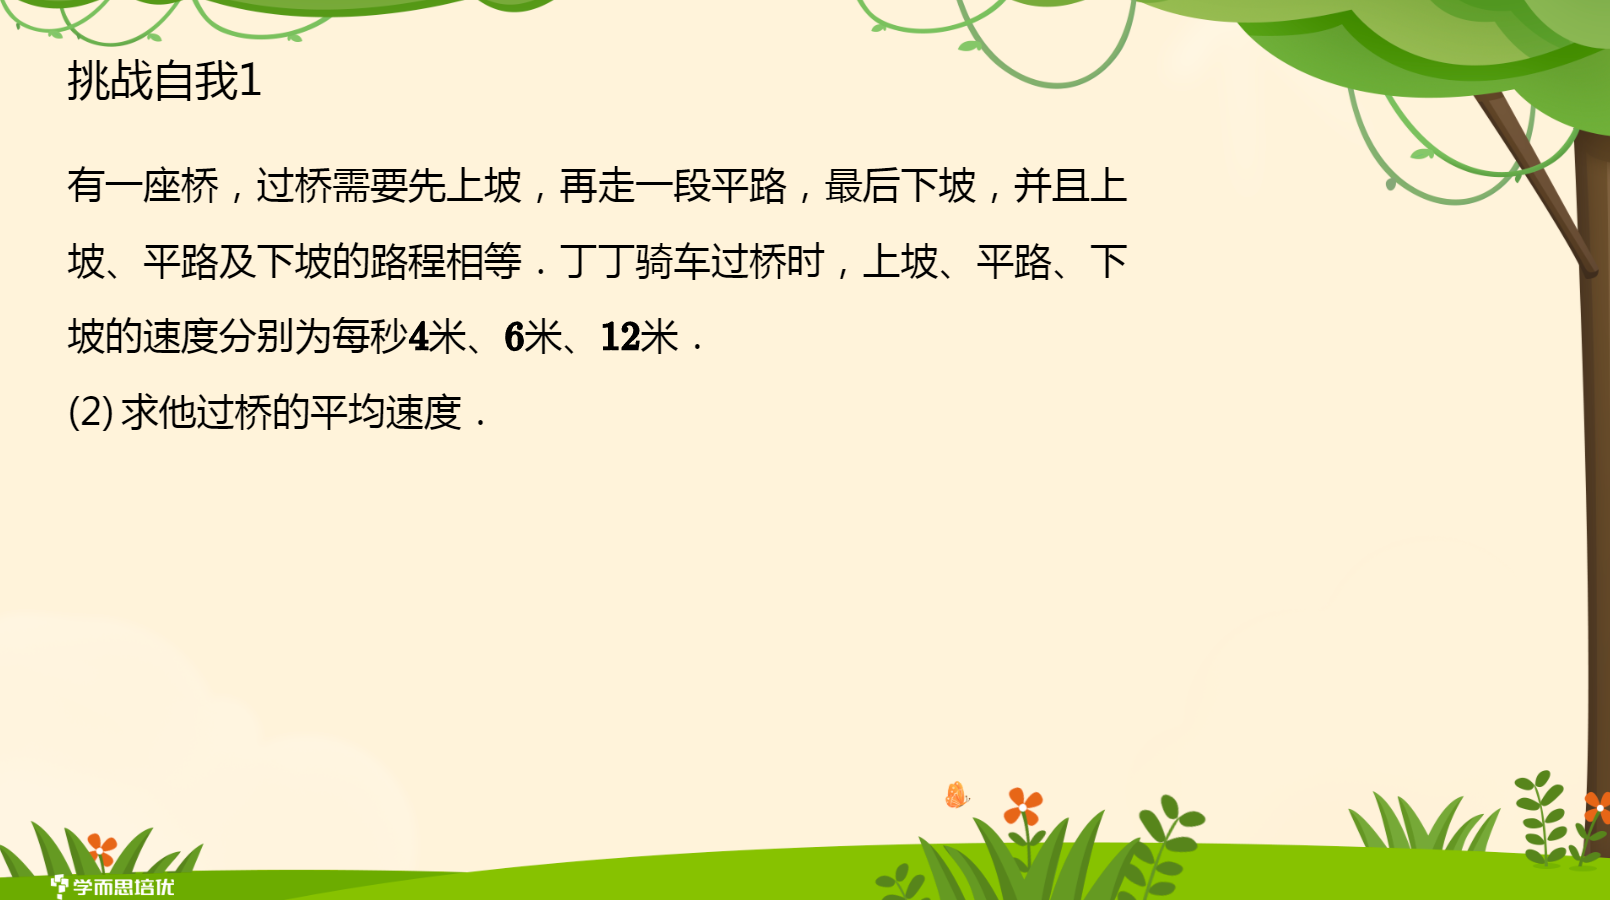 挑战自我1
有一座桥，过桥需要先上坡，再走一段平路，最后下坡，并且上
坡、平路及下坡的路程相等．丁丁骑车过桥时，上坡、平路、下
坡的速度分别为每秒4米、6米、12米．
(2) 求他过桥的平均速度．
学而思培优